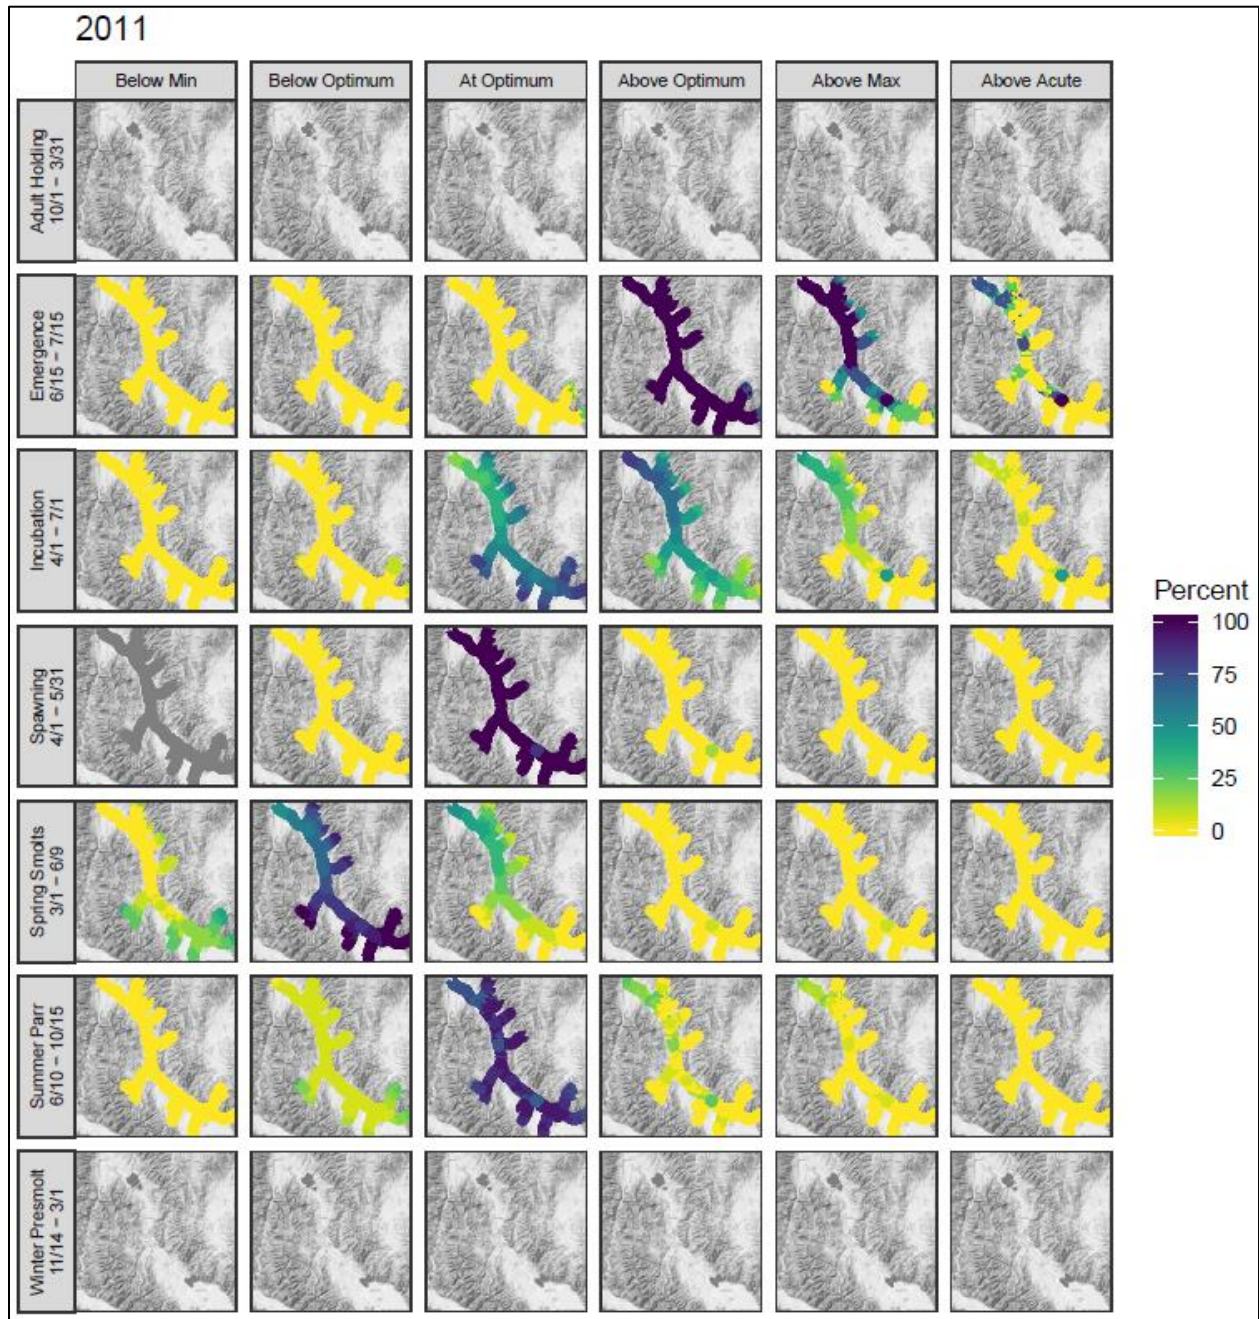 2011
Below Min
Below Optimum
At Optimum
Above Optimum
Above Max
Above Acute
Adult Holding
10/1 − 3/31
Emergence
6/15 − 7/15
Incubation
4/1 − 7/1
Spawning
4/1 − 5/31
Spring Smolts
3/1 − 6/9
Summer Parr
6/10 − 10/15
Winter Presmolt
11/14 − 3/1
Percent
100
75
50
25
0